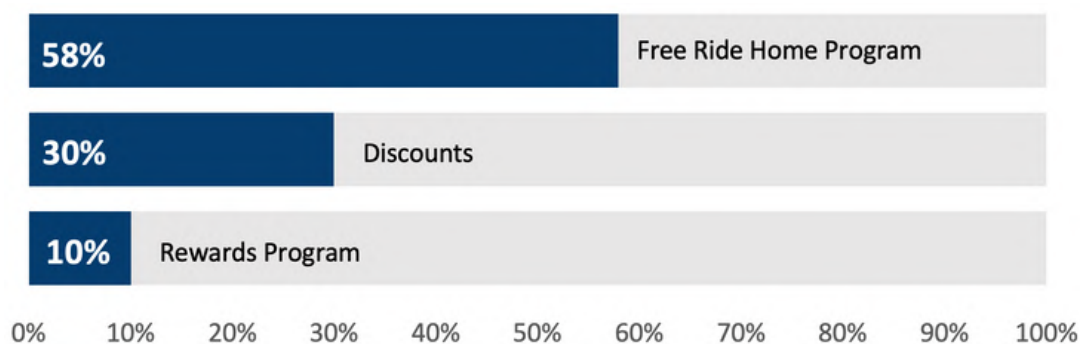 58% Free Ride Home Program
30% Discounts
10% Rewards Program
0% 10% 20% 30% 40% 50% 60% 70% 80% 90% 100%